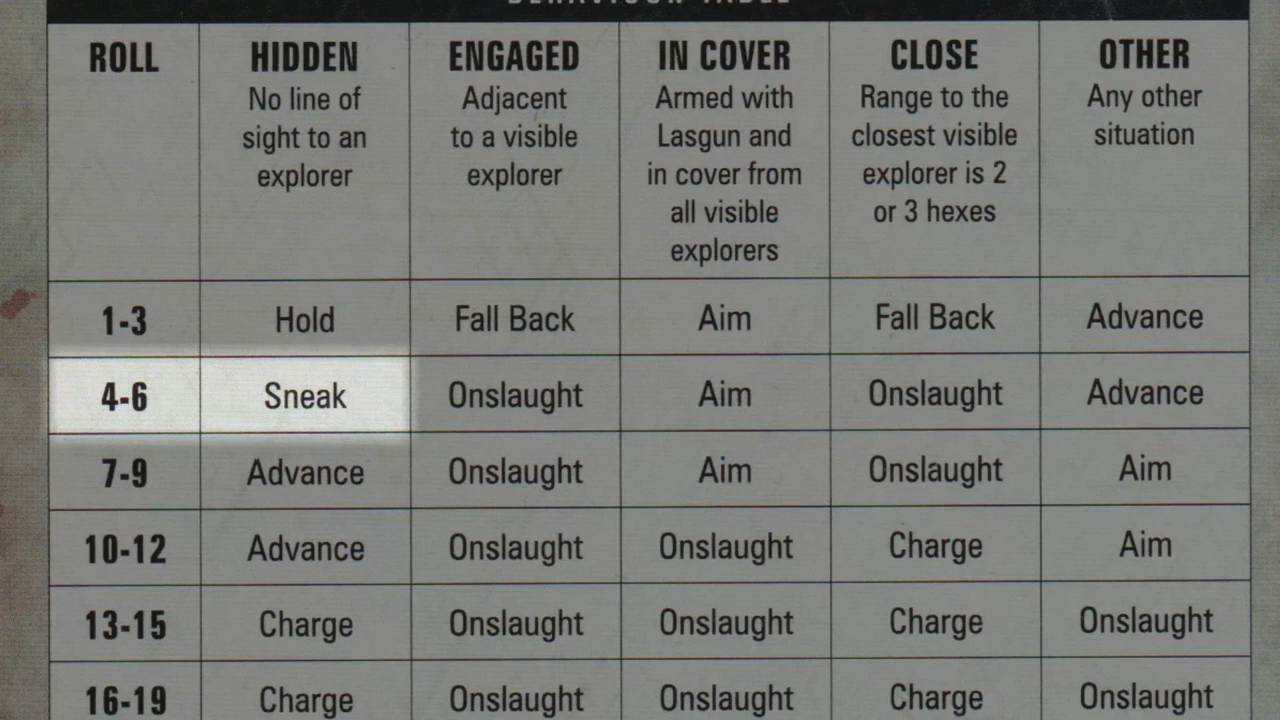 BEHAVIOUR TABLE
ROLL
HIDDEN
No line of
sight to an
explorer
ENGAGED
Adjacent
to a visible
explorer
IN COVER
Armed with
Lasgun and
in cover from
all visible
explorers
CLOSE
Range to the
closest visible
explorer is 2
or 3 hexes
OTHER
Any other
situation
1-3 Hold Fall Back Aim Fall Back Advance
4-6 Sneak Onslaught Aim Onslaught Advance
7-9 Advance Onslaught Aim Onslaught Aim
10-12 Advance Onslaught Onslaught Charge Aim
13-15 Charge Onslaught Onslaught Charge Onslaught
16-19 Charge Onslaught Onslaught Charge Onslaught